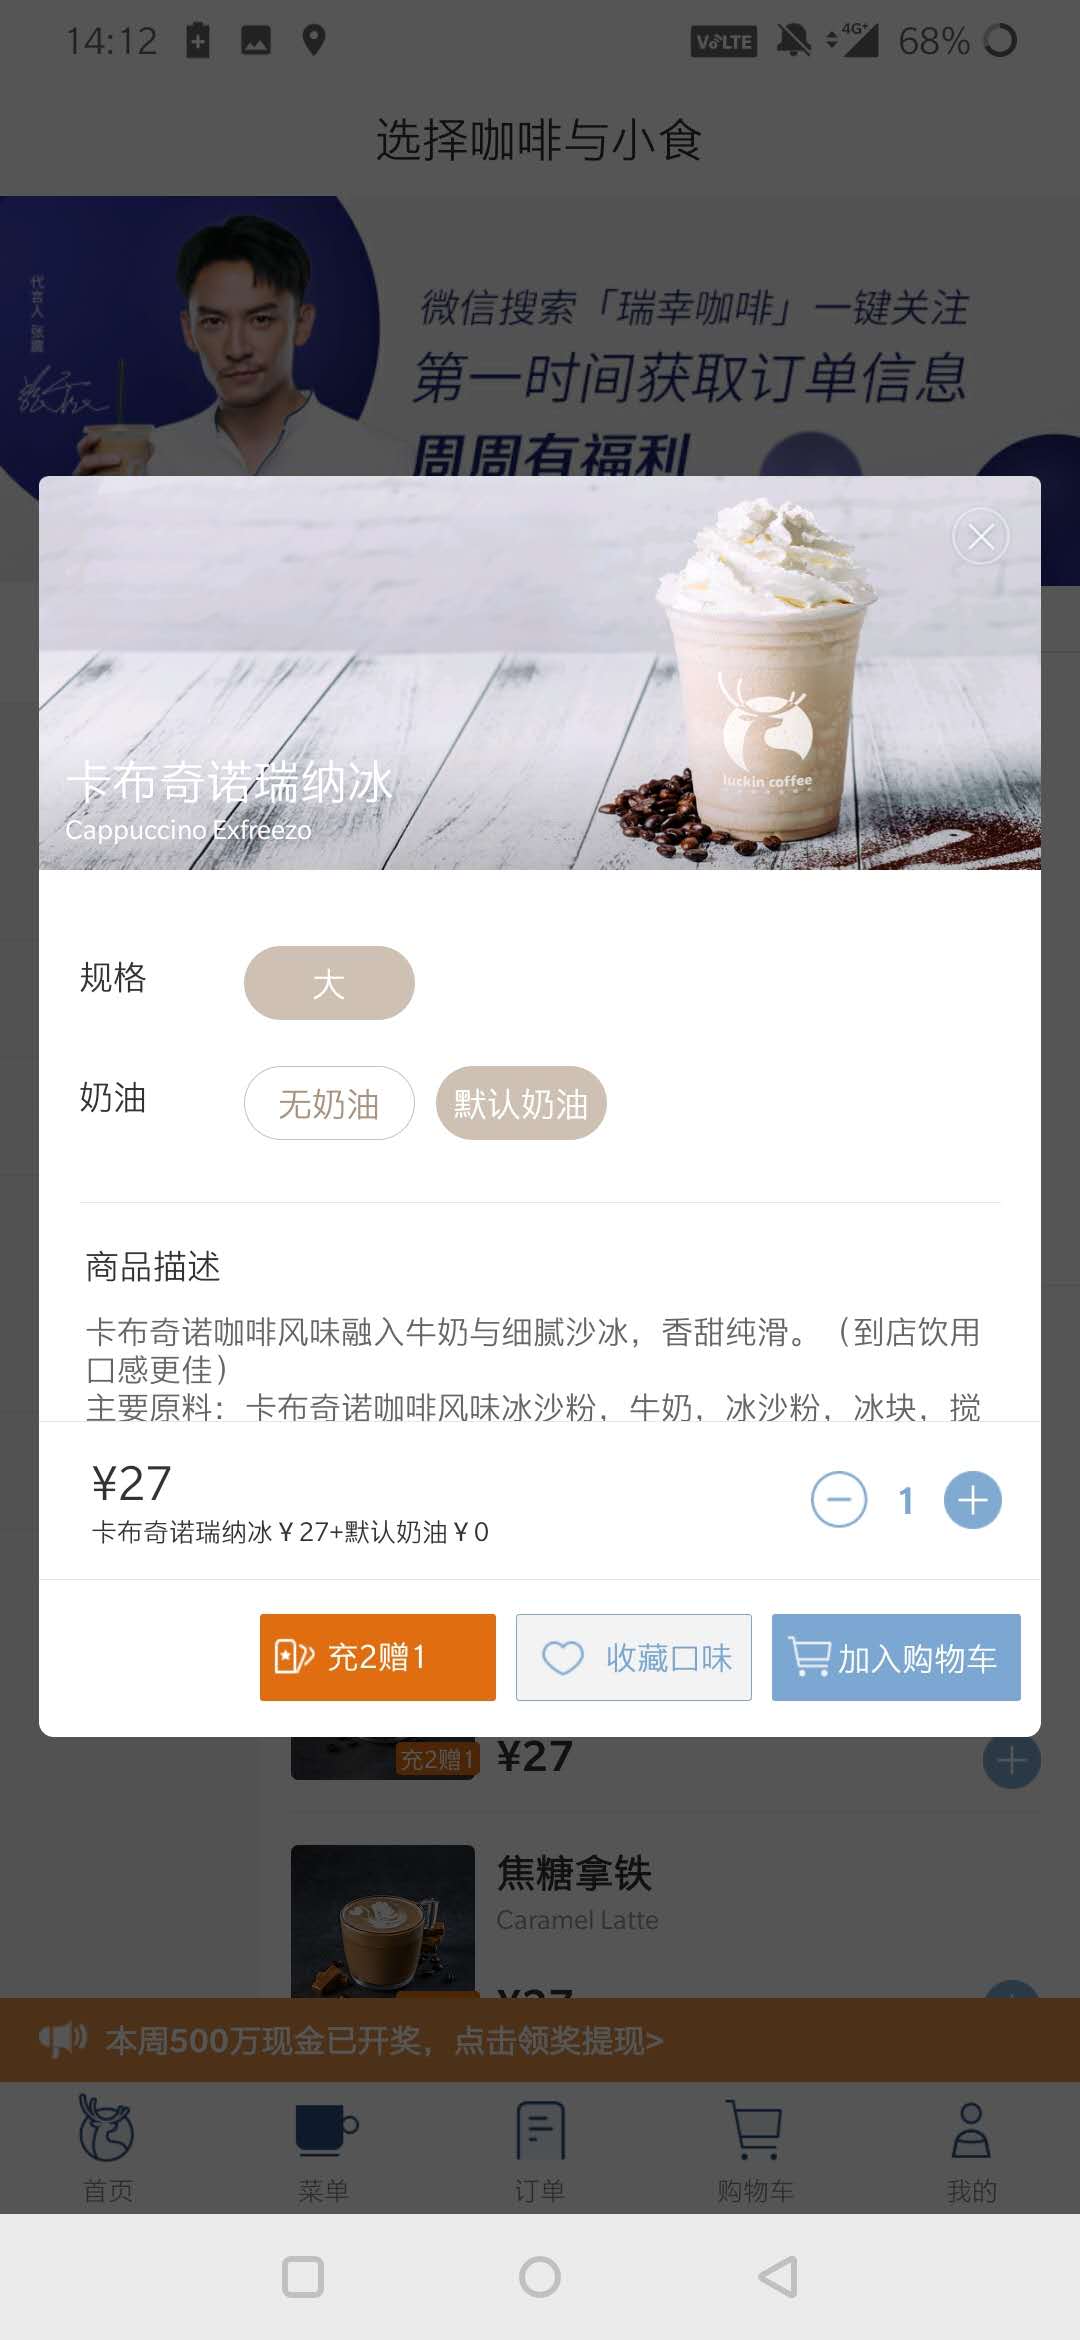 14:12
VoLTE 4G+ 68%
选择咖啡与小食
代言人 张震
微信搜索「瑞幸咖啡」一键关注
第一时间获取订单信息
周周有福利
luckin coffee
卡布奇诺瑞纳冰
Cappuccino Exfreezo
规格
大
奶油
无奶油
默认奶油
商品描述
卡布奇诺咖啡风味融入牛奶与细腻沙冰，香甜纯滑。（到店饮用
口感更佳）
主要原料：卡布奇诺咖啡风味冰沙粉，牛奶，冰沙粉，冰块，搅
¥27
1
卡布奇诺瑞纳冰￥27+默认奶油￥0
充2赠1
收藏口味
加入购物车
充2赠1
¥27
焦糖拿铁
Caramel Latte
¥27
本周500万现金已开奖，点击领奖提现>
首页
菜单
订单
购物车
我的